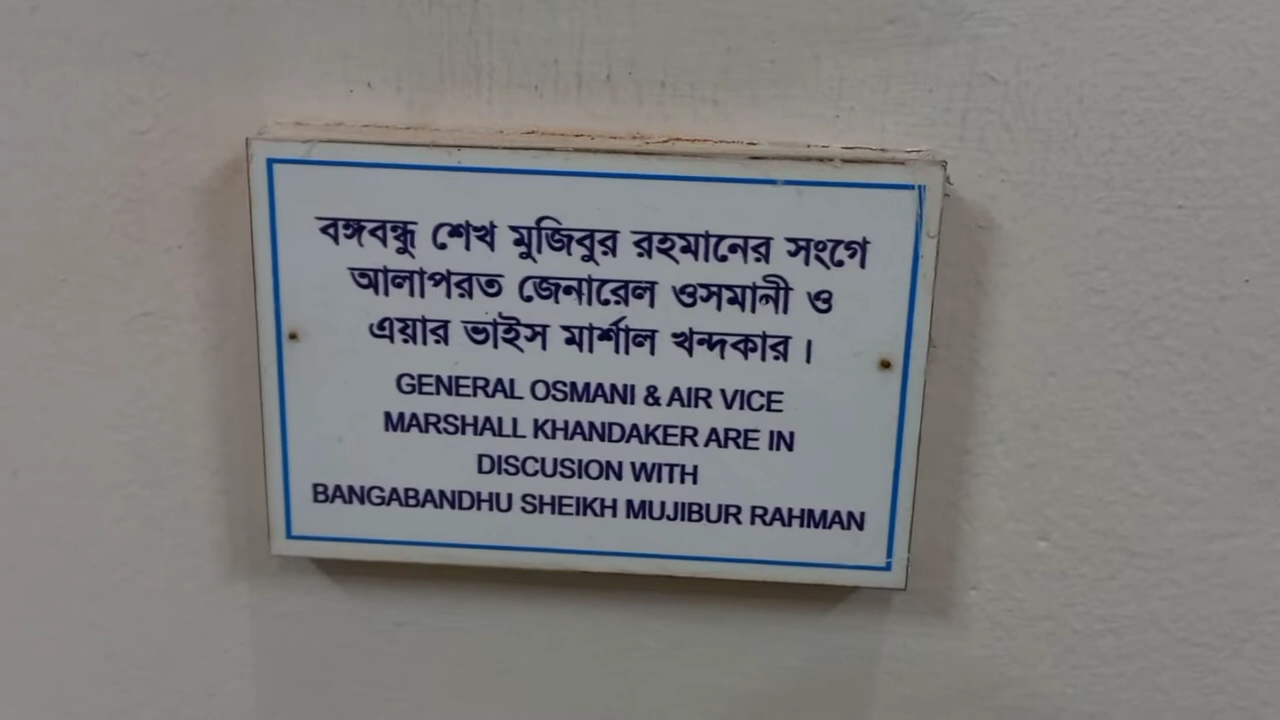 বঙ্গবন্ধু শেখ মুজিবুর রহমানের সংগে
আলাপরত জেনারেল ওসমানী ও
এয়ার ভাইস মার্শাল খন্দকার।
GENERAL OSMANI & AIR VICE
MARSHALL KHANDAKER ARE IN
DISCUSION WITH
BANGABANDHU SHEIKH MUJIBUR RAHMAN